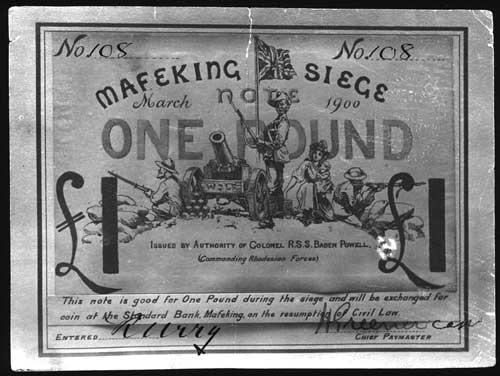 No. 108 No. 108
MAFEKING SIEGE
March NOTE 1900
ONE POUND
WOLF
£1 £1
ISSUED BY AUTHORITY OF COLONEL R.S.S. BADEN POWELL.
(Commanding Rhodesian Forces)
This note is good for One Pound during the siege and will be exchanged for
coin at the Standard Bank, Mafeking, on the resumption of Civil Law.
ENTERED
CHIEF PAYMASTER